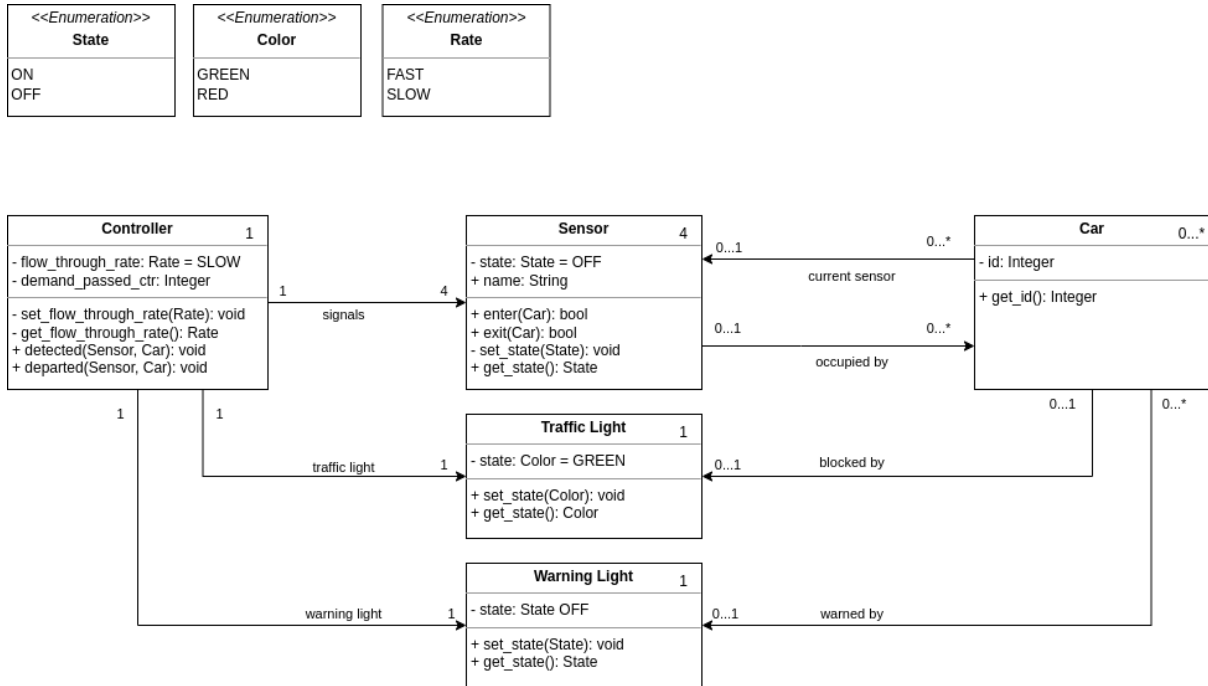 <<Enumeration>>
State
ON
OFF
<<Enumeration>>
Color
GREEN
RED
<<Enumeration>>
Rate
FAST
SLOW
Controller
1
- flow_through_rate: Rate = SLOW
- demand_passed_ctr: Integer
- set_flow_through_rate(Rate): void
- get_flow_through_rate(): Rate
+ detected(Sensor, Car): void
+ departed(Sensor, Car): void
1
signals
4
Sensor
4
- state: State = OFF
+ name: String
+ enter(Car): bool
+ exit(Car): bool
- set_state(State): void
+ get_state(): State
0...1
current sensor
0...*
0...1
occupied by
0...*
Car
0...*
- id: Integer
+ get_id(): Integer
1
1
traffic light
1
Traffic Light
1
- state: Color = GREEN
+ set_state(Color): void
+ get_state(): Color
0...1
blocked by
0...1
0...*
warning light
1
Warning Light
1
- state: State OFF
+ set_state(State): void
+ get_state(): State
0...1
warned by